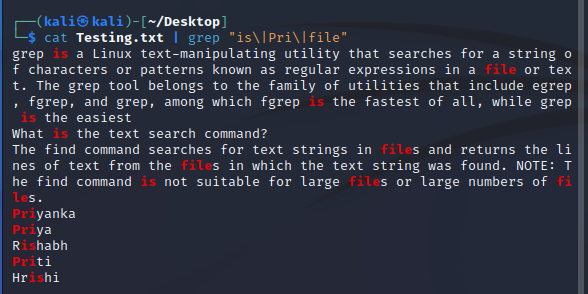 ┌──(kali㉿kali)-[~/Desktop]
└─$ cat Testing.txt | grep "is\|Pri\|file"
grep is a Linux text-manipulating utility that searches for a string o
f characters or patterns known as regular expressions in a file or tex
t. The grep tool belongs to the family of utilities that include egrep
, fgrep, and grep, among which fgrep is the fastest of all, while grep
 is the easiest
What is the text search command?
The find command searches for text strings in files and returns the li
nes of text from the files in which the text string was found. NOTE: T
he find command is not suitable for large files or large numbers of fi
les.
Priyanka
Priya
Rishabh
Priti
Hrishi